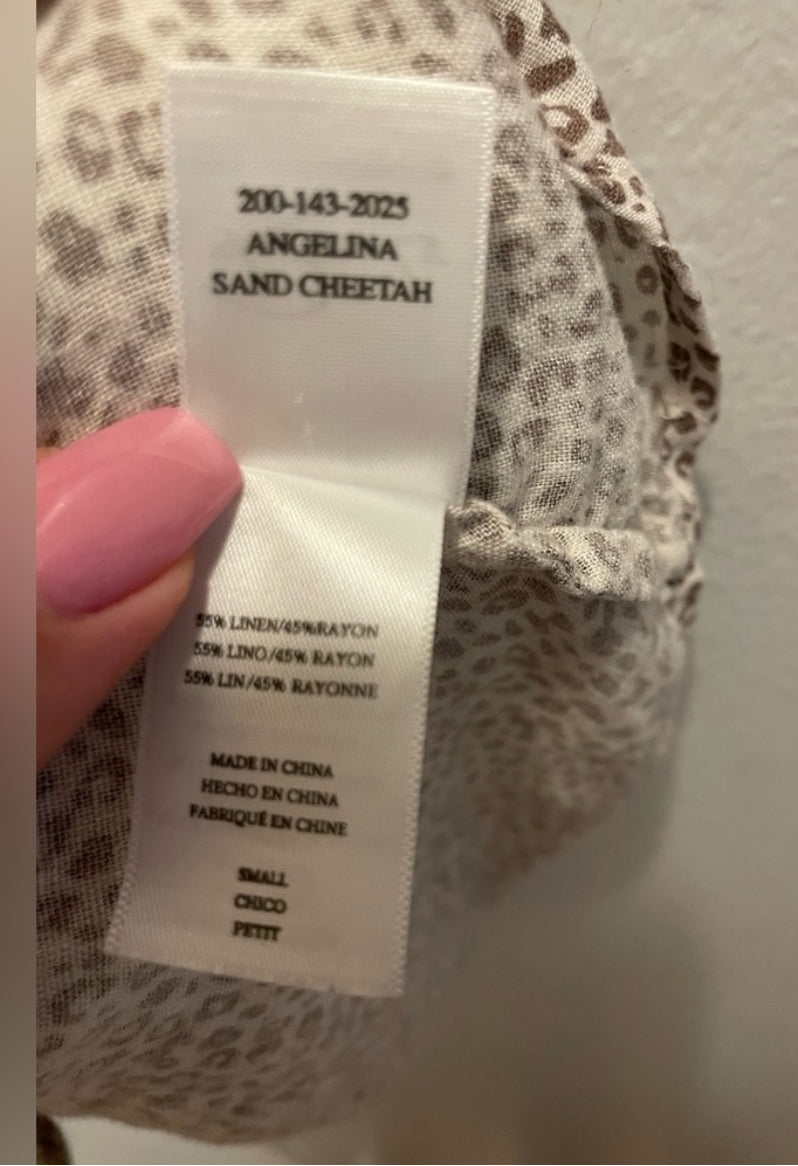 200-143-2025
ANGELINA
SAND CHEETAH
55% LINEN/45%RAYON
55% LINO/45% RAYON
55% LIN/45% RAYONNE
MADE IN CHINA
HECHO EN CHINA
FABRIQUÉ EN CHINE
SMALL
CHICO
PETIT